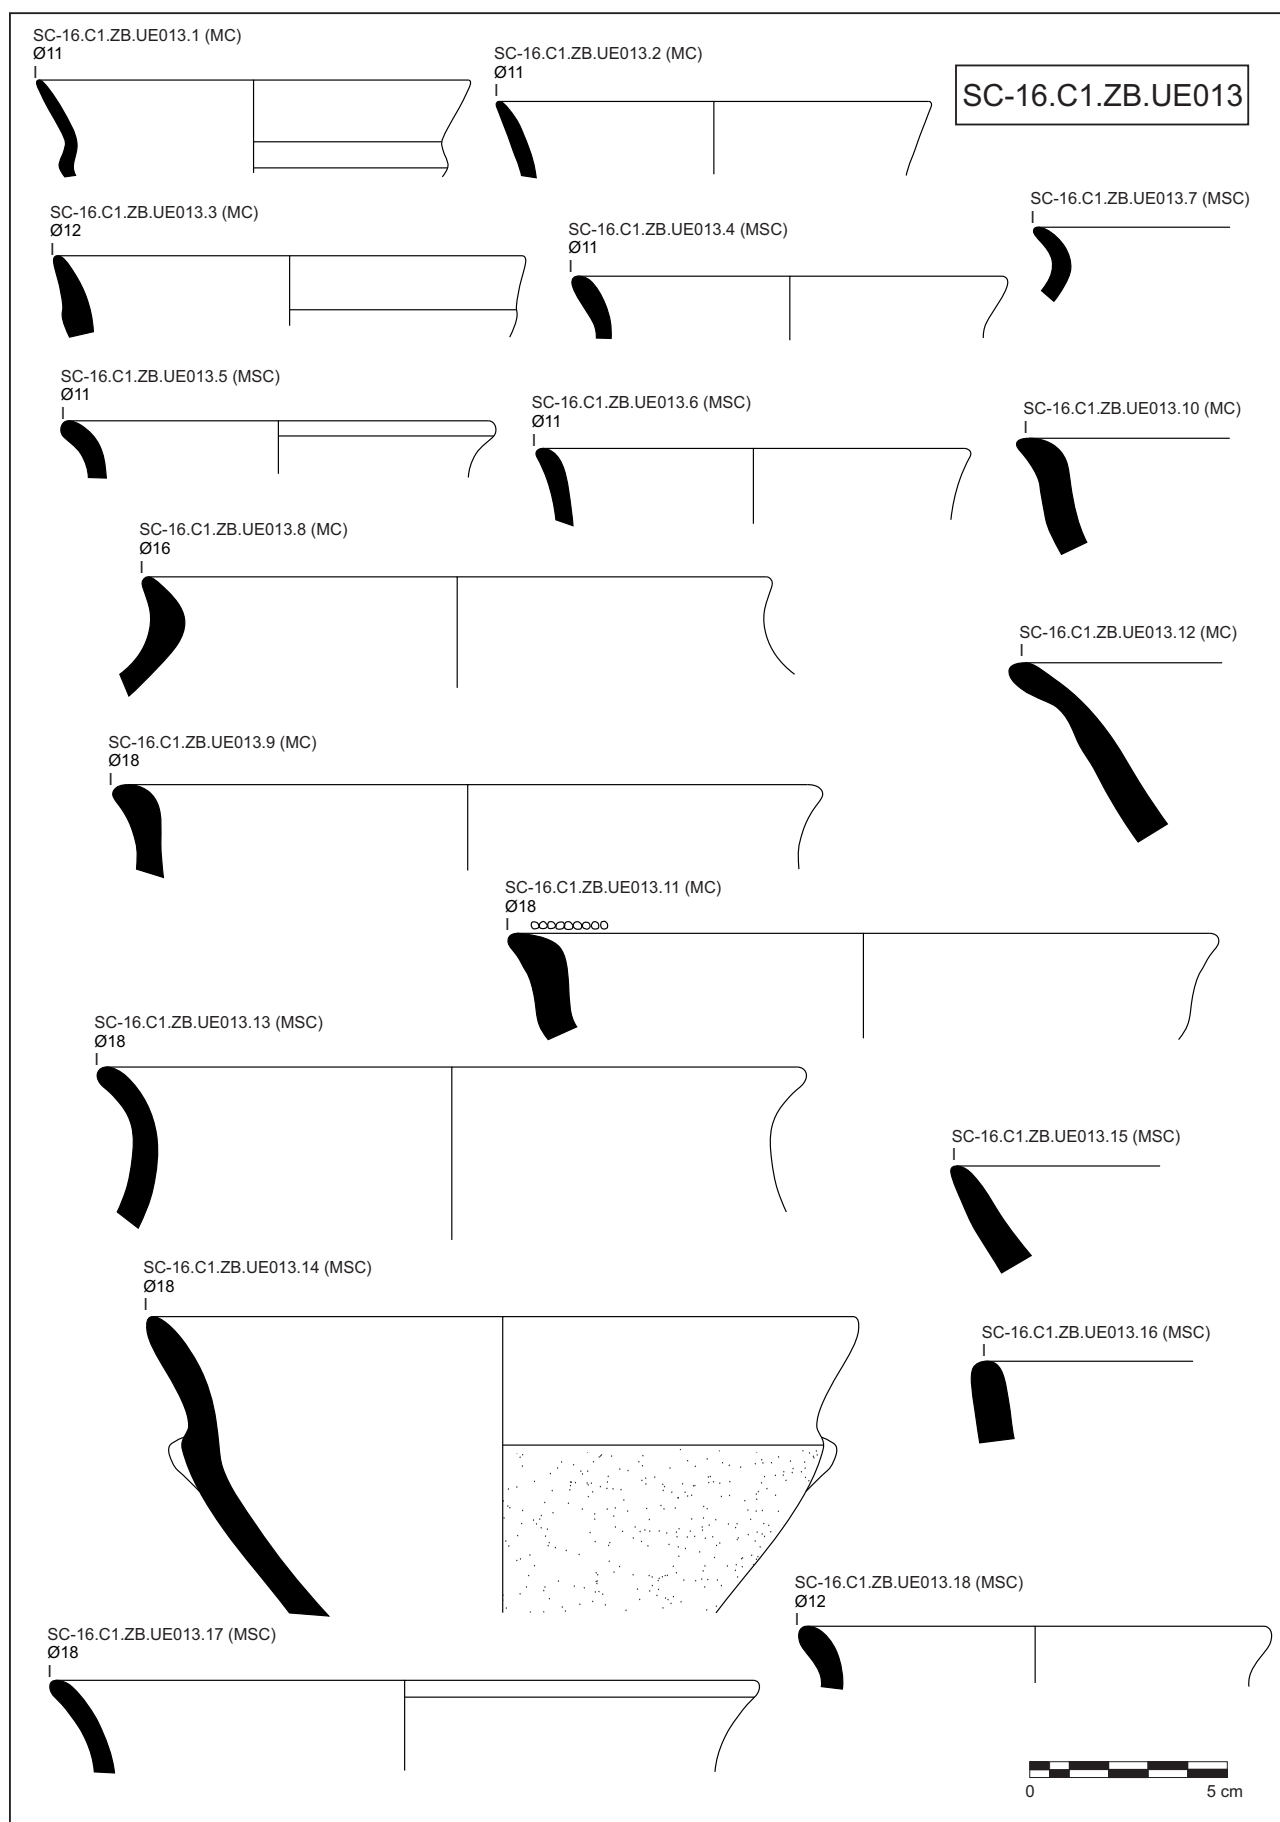 SC-16.C1.ZB.UE013.1 (MC)
Ø11
SC-16.C1.ZB.UE013.2 (MC)
Ø11
SC-16.C1.ZB.UE013
SC-16.C1.ZB.UE013.3 (MC)
Ø12
SC-16.C1.ZB.UE013.4 (MSC)
Ø11
SC-16.C1.ZB.UE013.7 (MSC)
SC-16.C1.ZB.UE013.5 (MSC)
Ø11
SC-16.C1.ZB.UE013.6 (MSC)
Ø11
SC-16.C1.ZB.UE013.10 (MC)
SC-16.C1.ZB.UE013.8 (MC)
Ø16
SC-16.C1.ZB.UE013.12 (MC)
SC-16.C1.ZB.UE013.9 (MC)
Ø18
SC-16.C1.ZB.UE013.11 (MC)
Ø18
SC-16.C1.ZB.UE013.13 (MSC)
Ø18
SC-16.C1.ZB.UE013.15 (MSC)
SC-16.C1.ZB.UE013.14 (MSC)
Ø18
SC-16.C1.ZB.UE013.16 (MSC)
SC-16.C1.ZB.UE013.18 (MSC)
Ø12
SC-16.C1.ZB.UE013.17 (MSC)
Ø18
0 5 cm